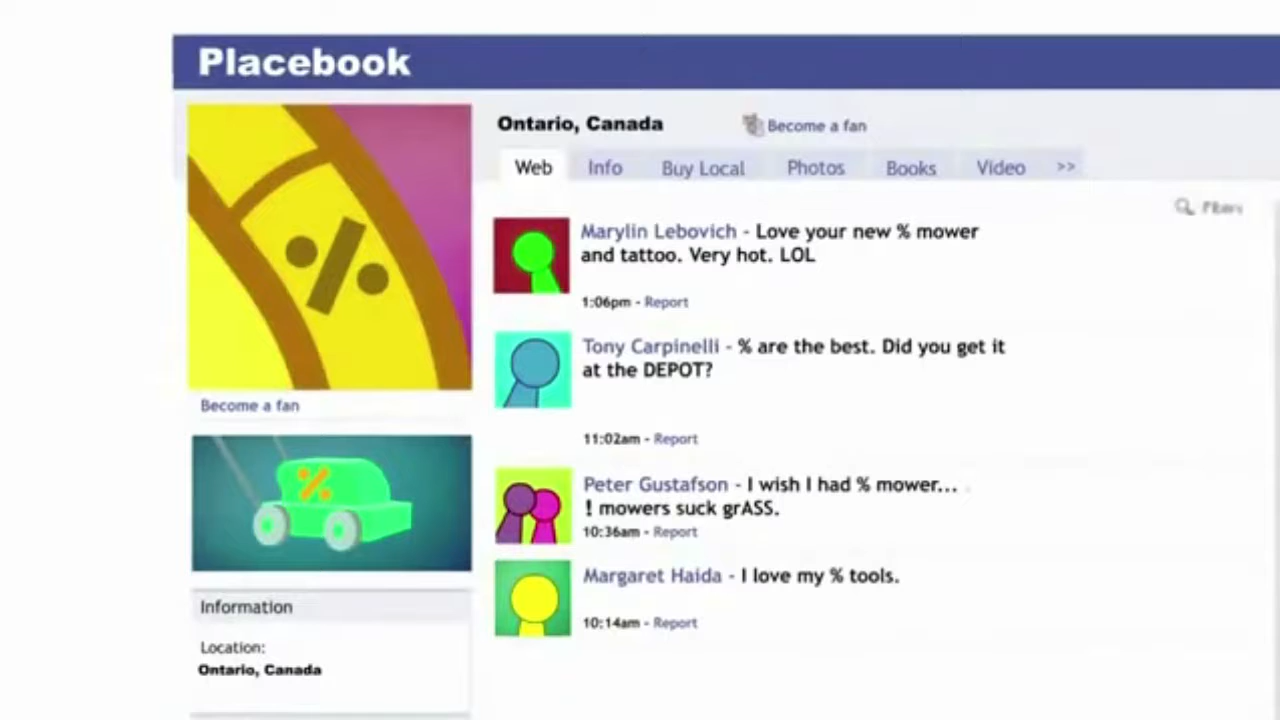 Placebook
Ontario, Canada
Become a fan
Web Info Buy Local Photos Books Video >>
Filters
%
Marylin Lebovich - Love your new % mower
and tattoo. Very hot. LOL
1:06pm - Report
Tony Carpinelli - % are the best. Did you get it
at the DEPOT?
11:02am - Report
Become a fan
%
Peter Gustafson - I wish I had % mower...
! mowers suck grASS.
10:36am - Report
Margaret Haida - I love my % tools.
10:14am - Report
Information
Location:
Ontario, Canada